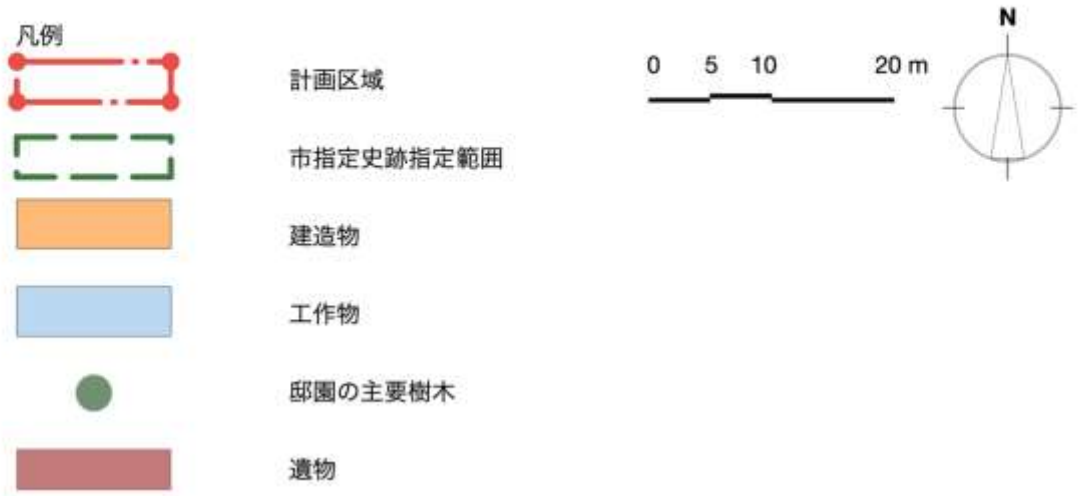 凡例
計画区域
市指定史跡指定範囲
建造物
工作物
邸園の主要樹木
遺物
0 5 10 20 m
N